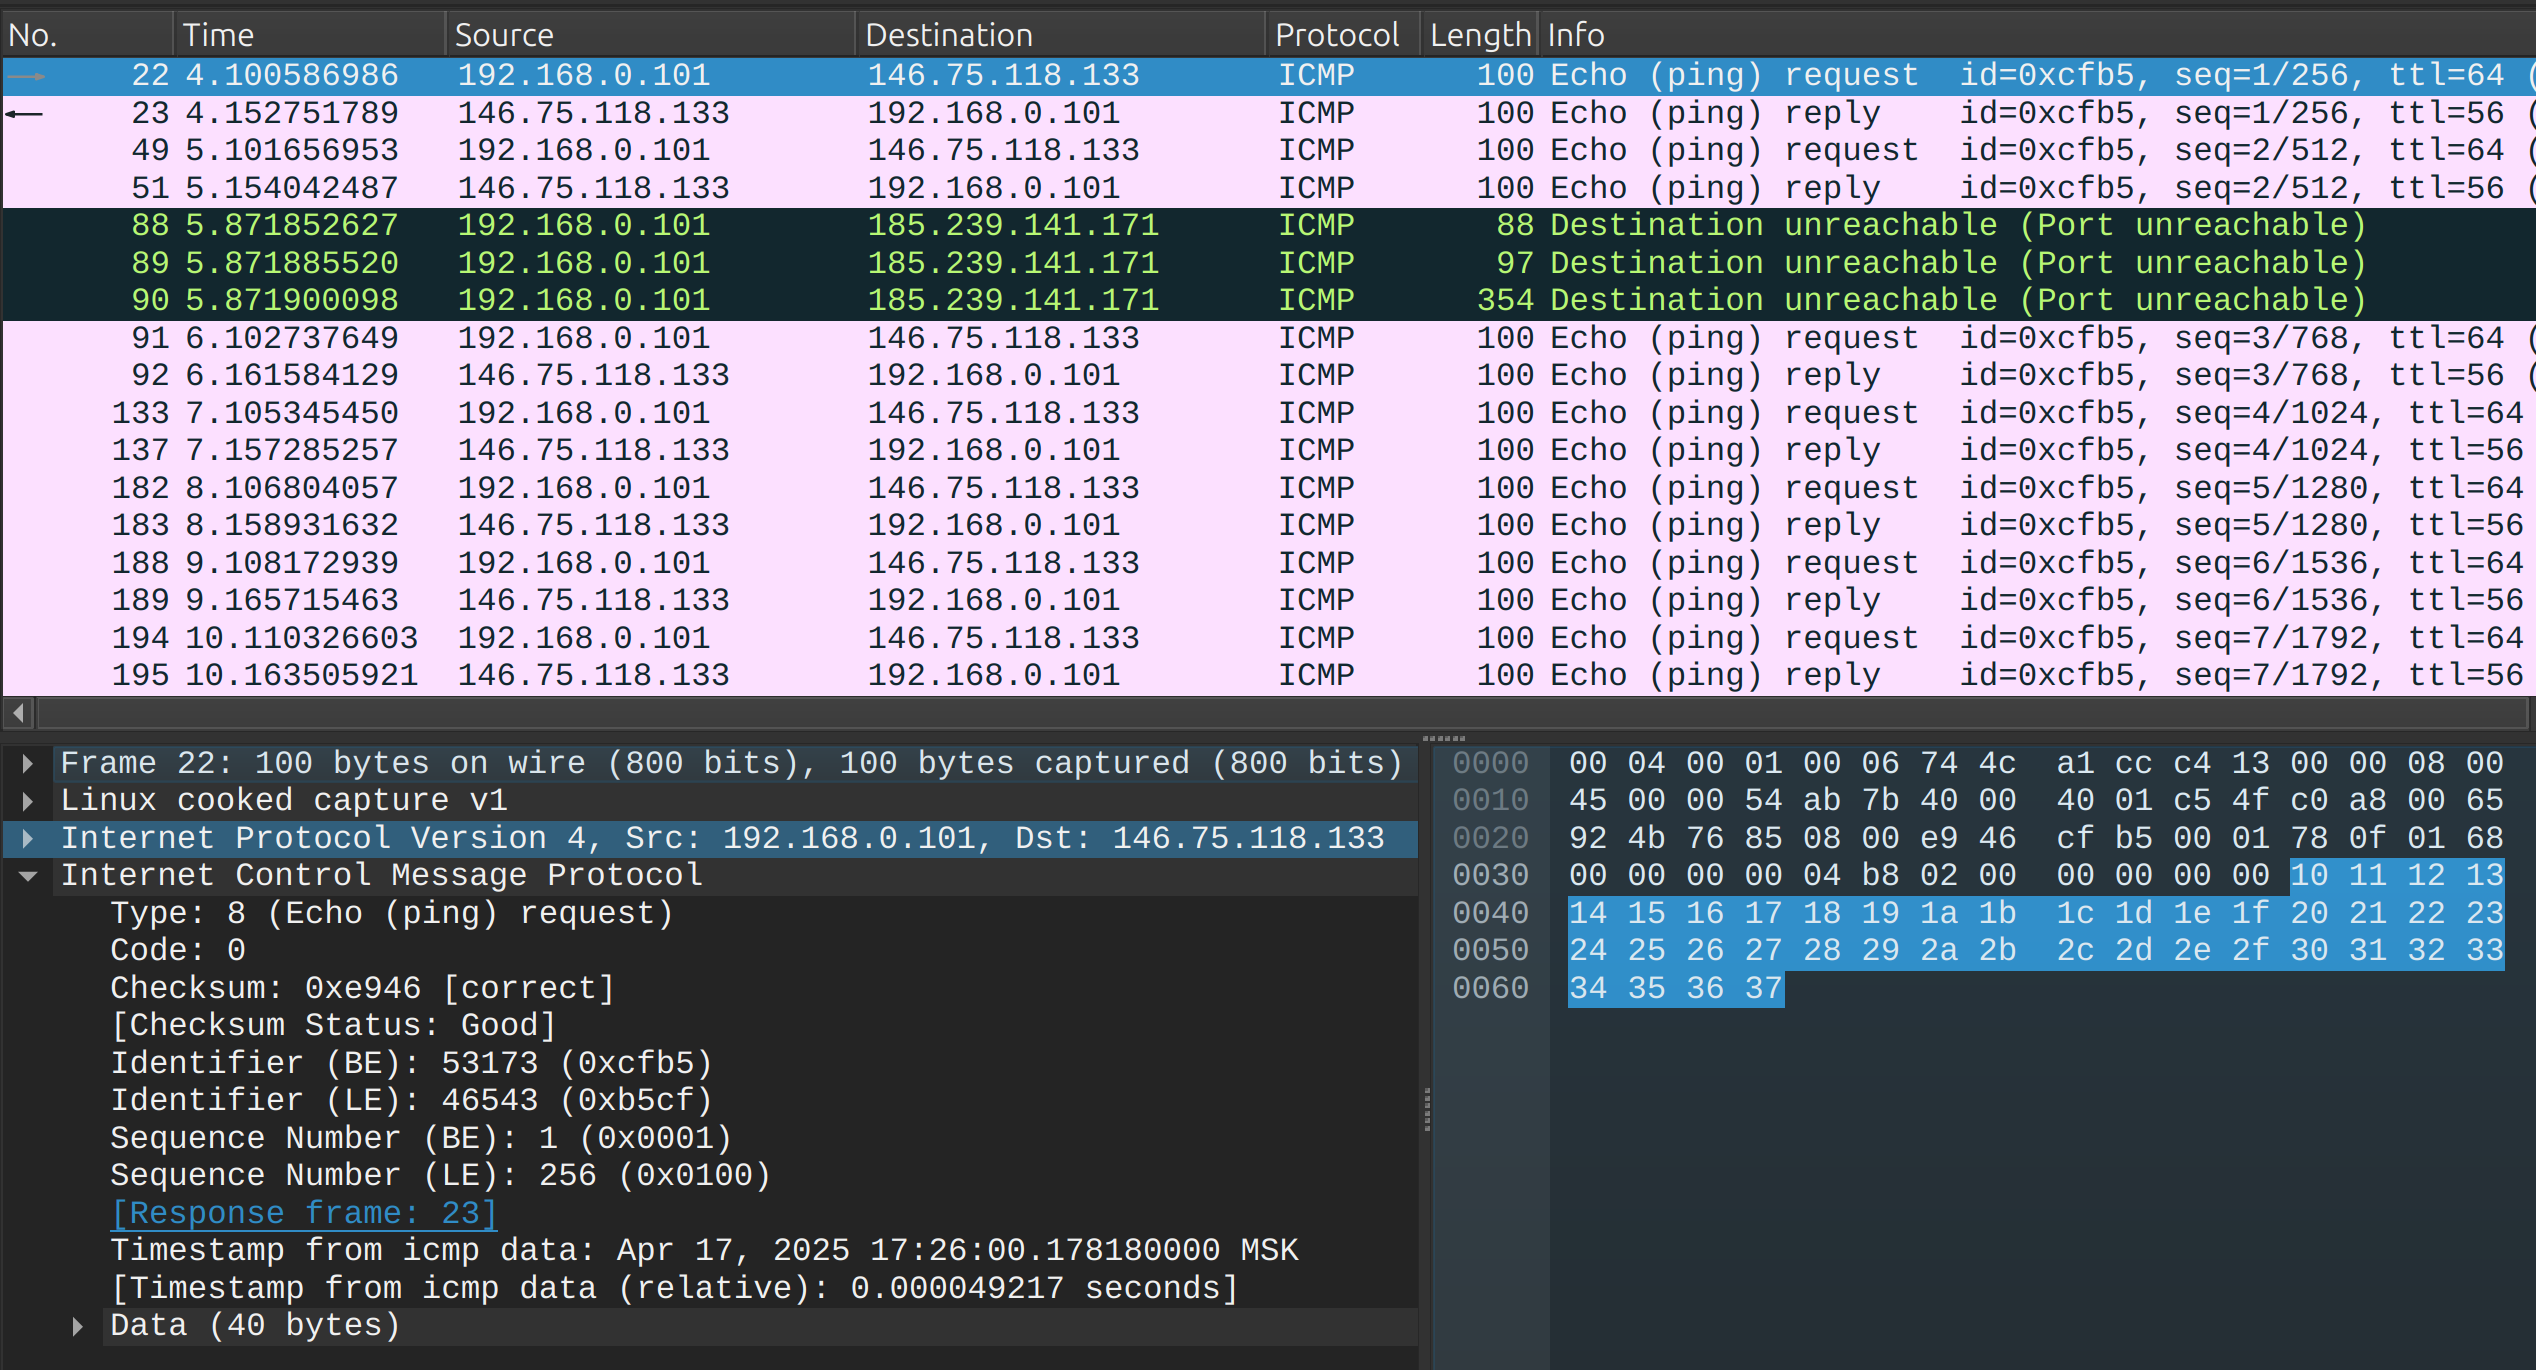 No. Time Source Destination Protocol Length Info
22 4.100586986 192.168.0.101 146.75.118.133 ICMP 100 Echo (ping) request id=0xcfb5, seq=1/256, ttl=64 (
23 4.152751789 146.75.118.133 192.168.0.101 ICMP 100 Echo (ping) reply id=0xcfb5, seq=1/256, ttl=56 (
49 5.101656953 192.168.0.101 146.75.118.133 ICMP 100 Echo (ping) request id=0xcfb5, seq=2/512, ttl=64 (
51 5.154042487 146.75.118.133 192.168.0.101 ICMP 100 Echo (ping) reply id=0xcfb5, seq=2/512, ttl=56 (
88 5.871852627 192.168.0.101 185.239.141.171 ICMP 88 Destination unreachable (Port unreachable)
89 5.871885520 192.168.0.101 185.239.141.171 ICMP 97 Destination unreachable (Port unreachable)
90 5.871900098 192.168.0.101 185.239.141.171 ICMP 354 Destination unreachable (Port unreachable)
91 6.102737649 192.168.0.101 146.75.118.133 ICMP 100 Echo (ping) request id=0xcfb5, seq=3/768, ttl=64 (
92 6.161584129 146.75.118.133 192.168.0.101 ICMP 100 Echo (ping) reply id=0xcfb5, seq=3/768, ttl=56 (
133 7.105345450 192.168.0.101 146.75.118.133 ICMP 100 Echo (ping) request id=0xcfb5, seq=4/1024, ttl=64
137 7.157285257 146.75.118.133 192.168.0.101 ICMP 100 Echo (ping) reply id=0xcfb5, seq=4/1024, ttl=56
182 8.106804057 192.168.0.101 146.75.118.133 ICMP 100 Echo (ping) request id=0xcfb5, seq=5/1280, ttl=64
183 8.158931632 146.75.118.133 192.168.0.101 ICMP 100 Echo (ping) reply id=0xcfb5, seq=5/1280, ttl=56
188 9.108172939 192.168.0.101 146.75.118.133 ICMP 100 Echo (ping) request id=0xcfb5, seq=6/1536, ttl=64
189 9.165715463 146.75.118.133 192.168.0.101 ICMP 100 Echo (ping) reply id=0xcfb5, seq=6/1536, ttl=56
194 10.110326603 192.168.0.101 146.75.118.133 ICMP 100 Echo (ping) request id=0xcfb5, seq=7/1792, ttl=64
195 10.163505921 146.75.118.133 192.168.0.101 ICMP 100 Echo (ping) reply id=0xcfb5, seq=7/1792, ttl=56
Frame 22: 100 bytes on wire (800 bits), 100 bytes captured (800 bits)
Linux cooked capture v1
Internet Protocol Version 4, Src: 192.168.0.101, Dst: 146.75.118.133
Internet Control Message Protocol
Type: 8 (Echo (ping) request)
Code: 0
Checksum: 0xe946 [correct]
[Checksum Status: Good]
Identifier (BE): 53173 (0xcfb5)
Identifier (LE): 46543 (0xb5cf)
Sequence Number (BE): 1 (0x0001)
Sequence Number (LE): 256 (0x0100)
[Response frame: 23]
Timestamp from icmp data: Apr 17, 2025 17:26:00.178180000 MSK
[Timestamp from icmp data (relative): 0.000049217 seconds]
Data (40 bytes)
0000 00 04 00 01 00 06 74 4c a1 cc c4 13 00 00 08 00
0010 45 00 00 54 ab 7b 40 00 40 01 c5 4f c0 a8 00 65
0020 92 4b 76 85 08 00 e9 46 cf b5 00 01 78 0f 01 68
0030 00 00 00 00 04 b8 02 00 00 00 00 00 10 11 12 13
0040 14 15 16 17 18 19 1a 1b 1c 1d 1e 1f 20 21 22 23
0050 24 25 26 27 28 29 2a 2b 2c 2d 2e 2f 30 31 32 33
0060 34 35 36 37